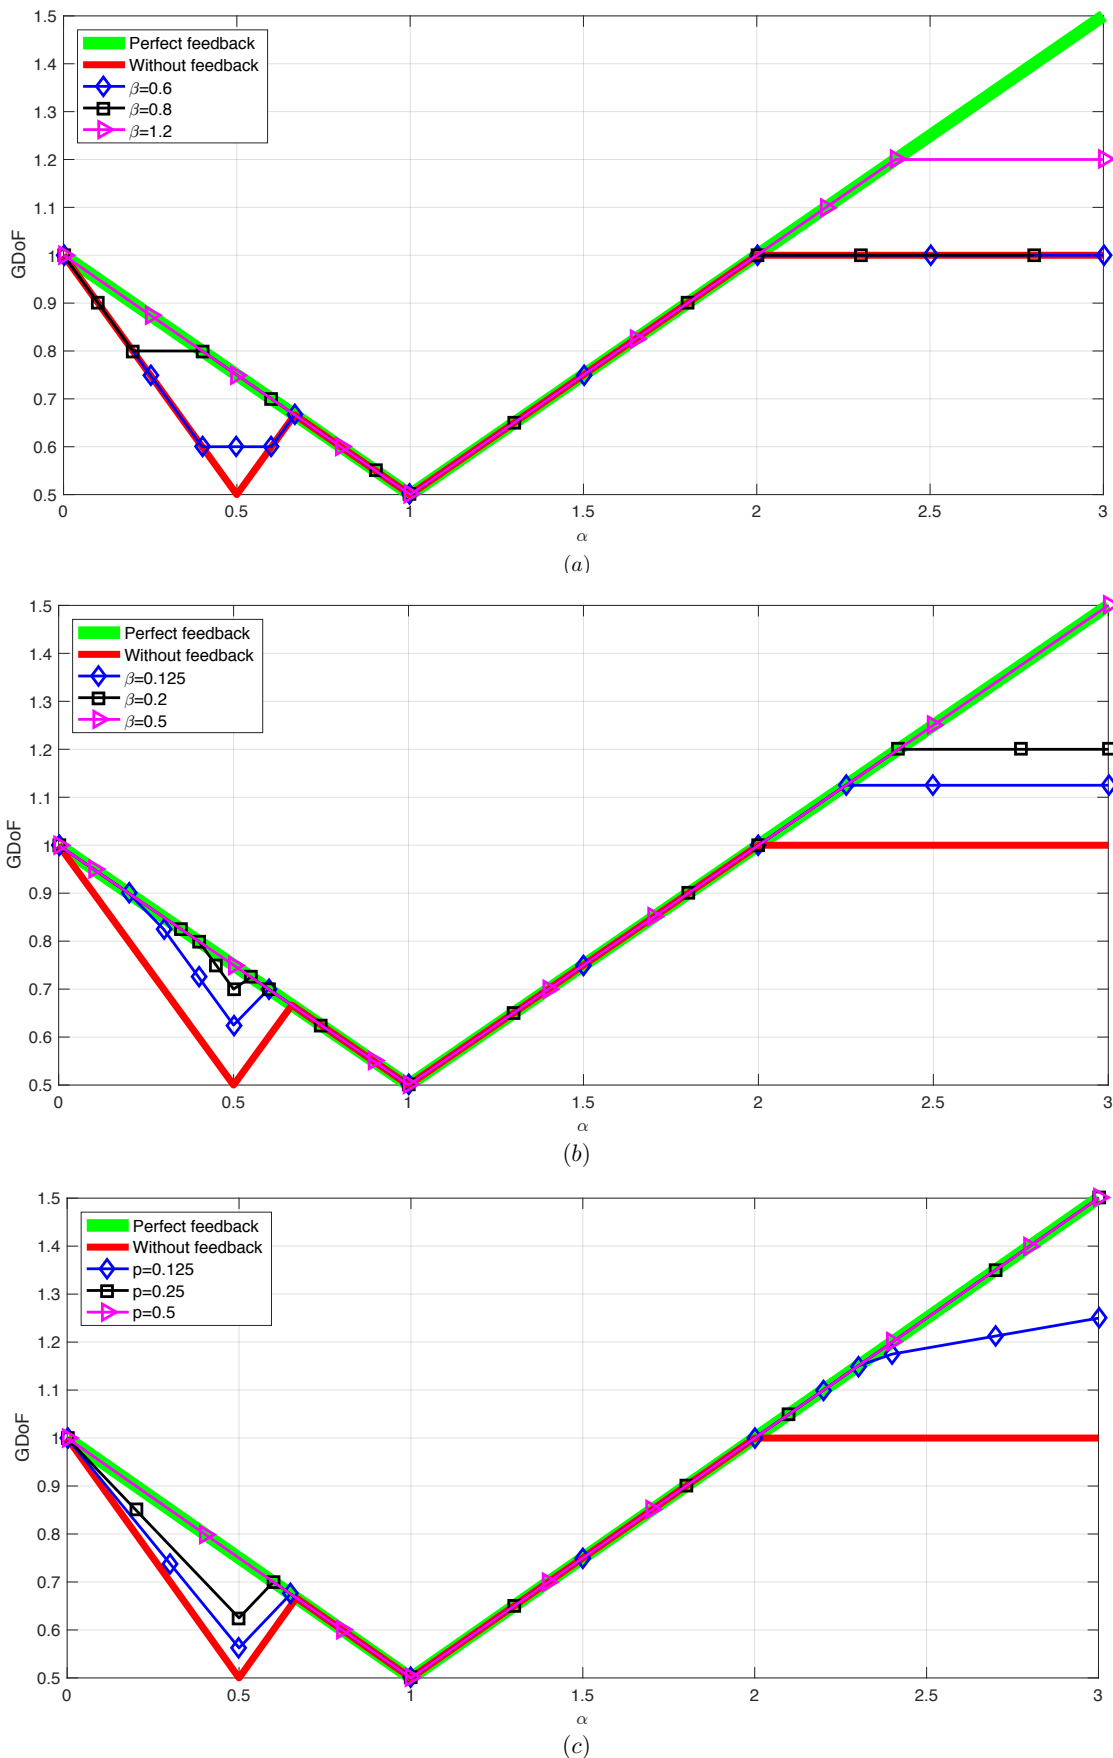 1.5
1.4
1.3
1.2
1.1
1
0.9
0.8
0.7
0.6
0.5
GDoF
Perfect feedback
Without feedback
β=0.6
β=0.8
β=1.2
0 0.5 1 1.5 2 2.5 3
α
(a)
1.5
1.4
1.3
1.2
1.1
1
0.9
0.8
0.7
0.6
0.5
GDoF
Perfect feedback
Without feedback
β=0.125
β=0.2
β=0.5
0 0.5 1 1.5 2 2.5 3
α
(b)
1.5
1.4
1.3
1.2
1.1
1
0.9
0.8
0.7
0.6
0.5
GDoF
Perfect feedback
Without feedback
p=0.125
p=0.25
p=0.5
0 0.5 1 1.5 2 2.5 3
α
(c)